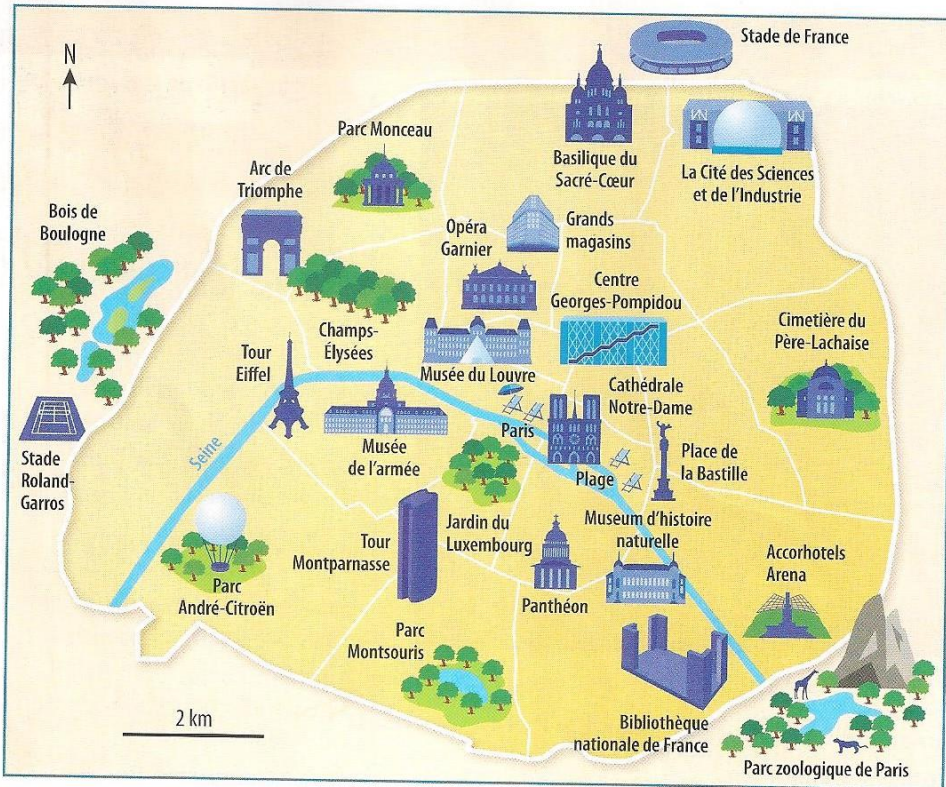 Stade de France
N
Parc Monceau
Basilique du
Sacré-Cœur
La Cité des Sciences
et de l'Industrie
Arc de
Triomphe
Bois de
Boulogne
Opéra
Garnier
Grands
magasins
Centre
Georges-Pompidou
Champs-
Élysées
Cimetière du
Père-Lachaise
Tour
Eiffel
Musée du Louvre
Cathédrale
Notre-Dame
Paris
Plage
Musée
de l'armée
Place de
la Bastille
Seine
Stade
Roland-
Garros
Jardin du
Luxembourg
Museum d'histoire
naturelle
Tour
Montparnasse
Accorhotels
Arena
Parc
André-Citroën
Panthéon
Parc
Montsouris
2 km
Bibliothèque
nationale de France
Parc zoologique de Paris